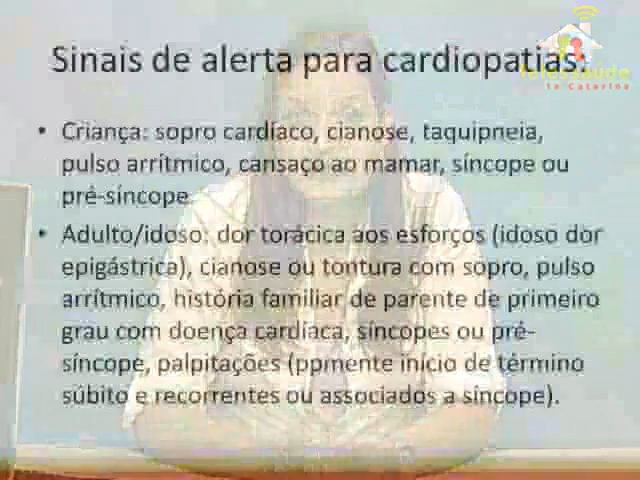 Sinais de alerta para cardiopatias:
Telessaúde
Sta Catarina
• Criança: sopro cardíaco, cianose, taquipneia,
pulso arrítmico, cansaço ao mamar, síncope ou
pré-síncope.
• Adulto/idoso: dor torácica aos esforços (idoso dor
epigástrica), cianose ou tontura com sopro, pulso
arrítmico, história familiar de parente de primeiro
grau com doença cardíaca, síncopes ou pré-
síncope, palpitações (ppmente início de término
súbito e recorrentes ou associados a síncope).